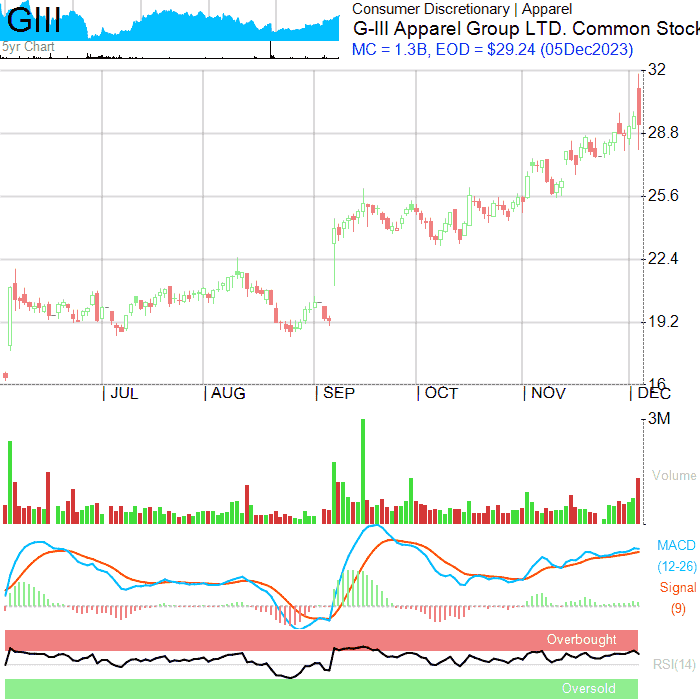 GIII
5yr Chart
Consumer Discretionary | Apparel
G-III Apparel Group LTD. Common Stock
MC = 1.3B, EOD = $29.24 (05Dec2023)
32
28.8
25.6
22.4
19.2
16
| JUL | AUG | SEP | OCT | NOV | DEC
3M
Volume
MACD
(12-26)
Signal
(9)
Overbought
RSI(14)
Oversold